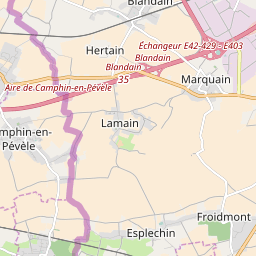 Blandain
Hertain
Échangeur E42-429 - E403
Blandain
Blandain
35
Aire de Camphin-en-Pévèle
Marquain
Lamain
mphin-en-
Pévèle
Froidmont
Esplechin